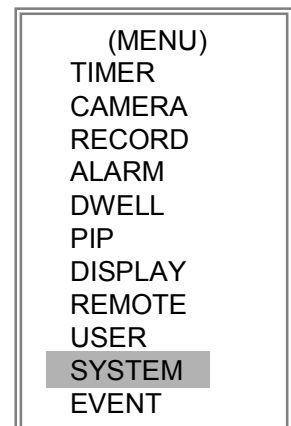 (MENU)
TIMER
CAMERA
RECORD
ALARM
DWELL
PIP
DISPLAY
REMOTE
USER
SYSTEM
EVENT